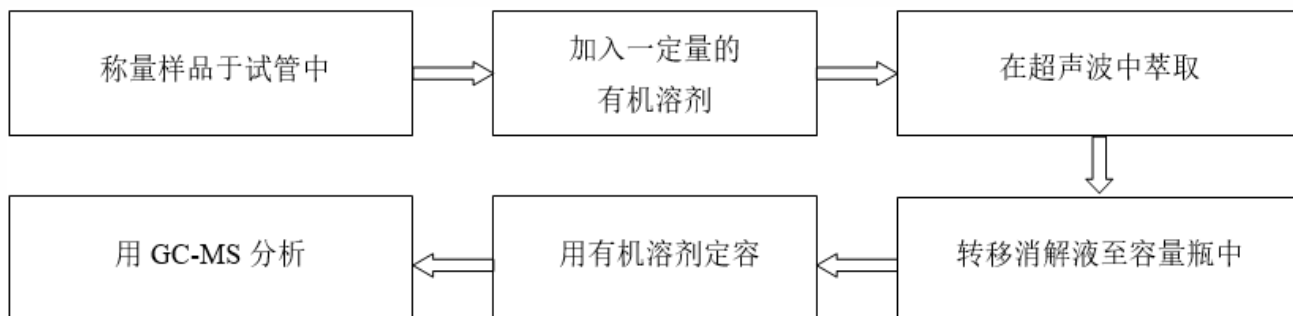 称量样品于试管中
加入一定量的
有机溶剂
在超声波中萃取
转移消解液至容量瓶中
用有机溶剂定容
用 GC-MS 分析